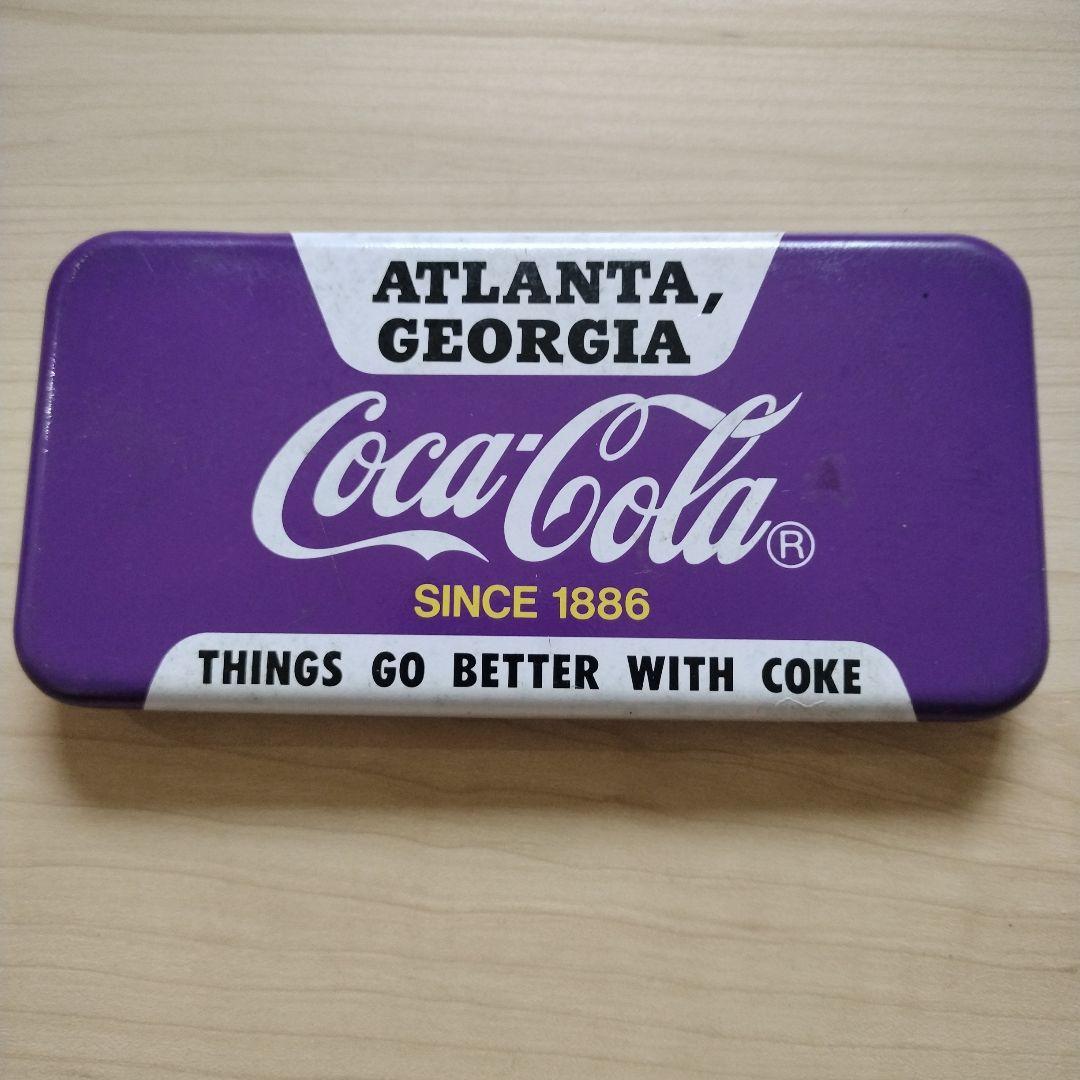 ATLANTA,
GEORGIA
Coca-Cola®
SINCE 1886
THINGS GO BETTER WITH COKE